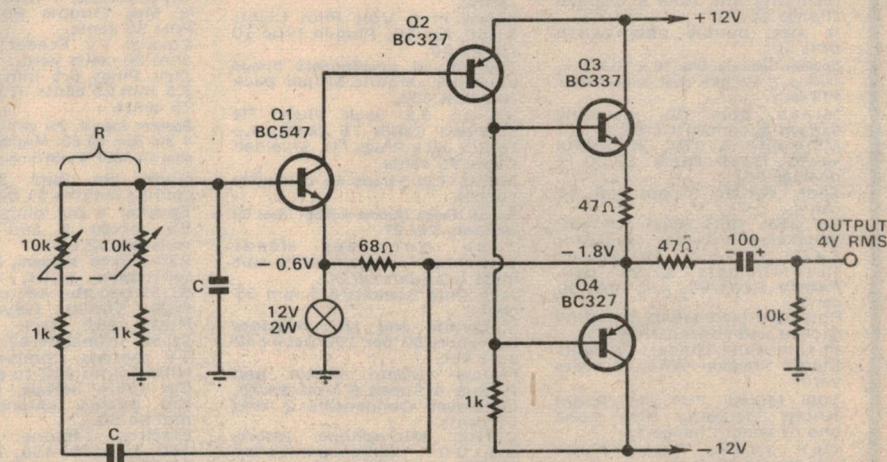 Q2
BC327
+12V
Q3
BC337
Q1
BC547
R
47Ω
10k
10k
68Ω
-0.6V
-1.8V
47Ω
100
- +
OUTPUT
4V RMS
C
12V
2W
Q4
BC327
10k
1k
1k
1k
C
-12V